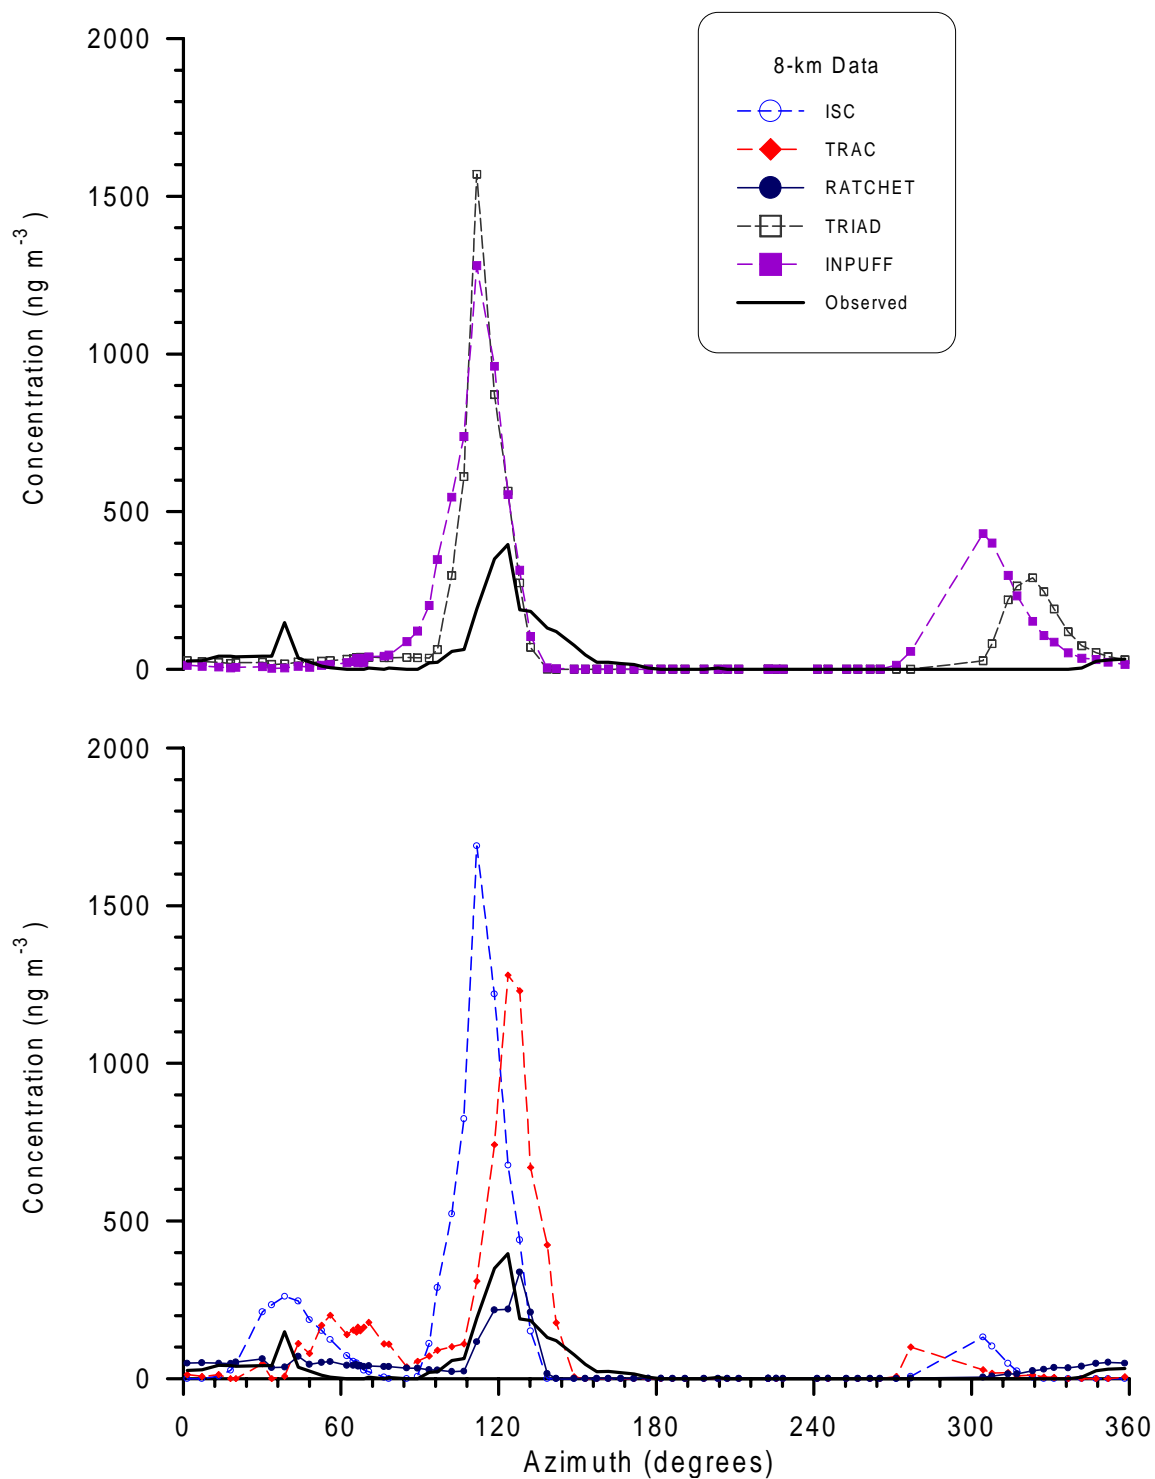 2000
1500
1000
500
0
Concentration (ng m-3 )
8-km Data
ISC
TRAC
RATCHET
TRIAD
INPUFF
Observed
2000
1500
1000
500
0
Concentration (ng m-3 )
0 60 120 180 240 300 360
Azimuth (degrees)